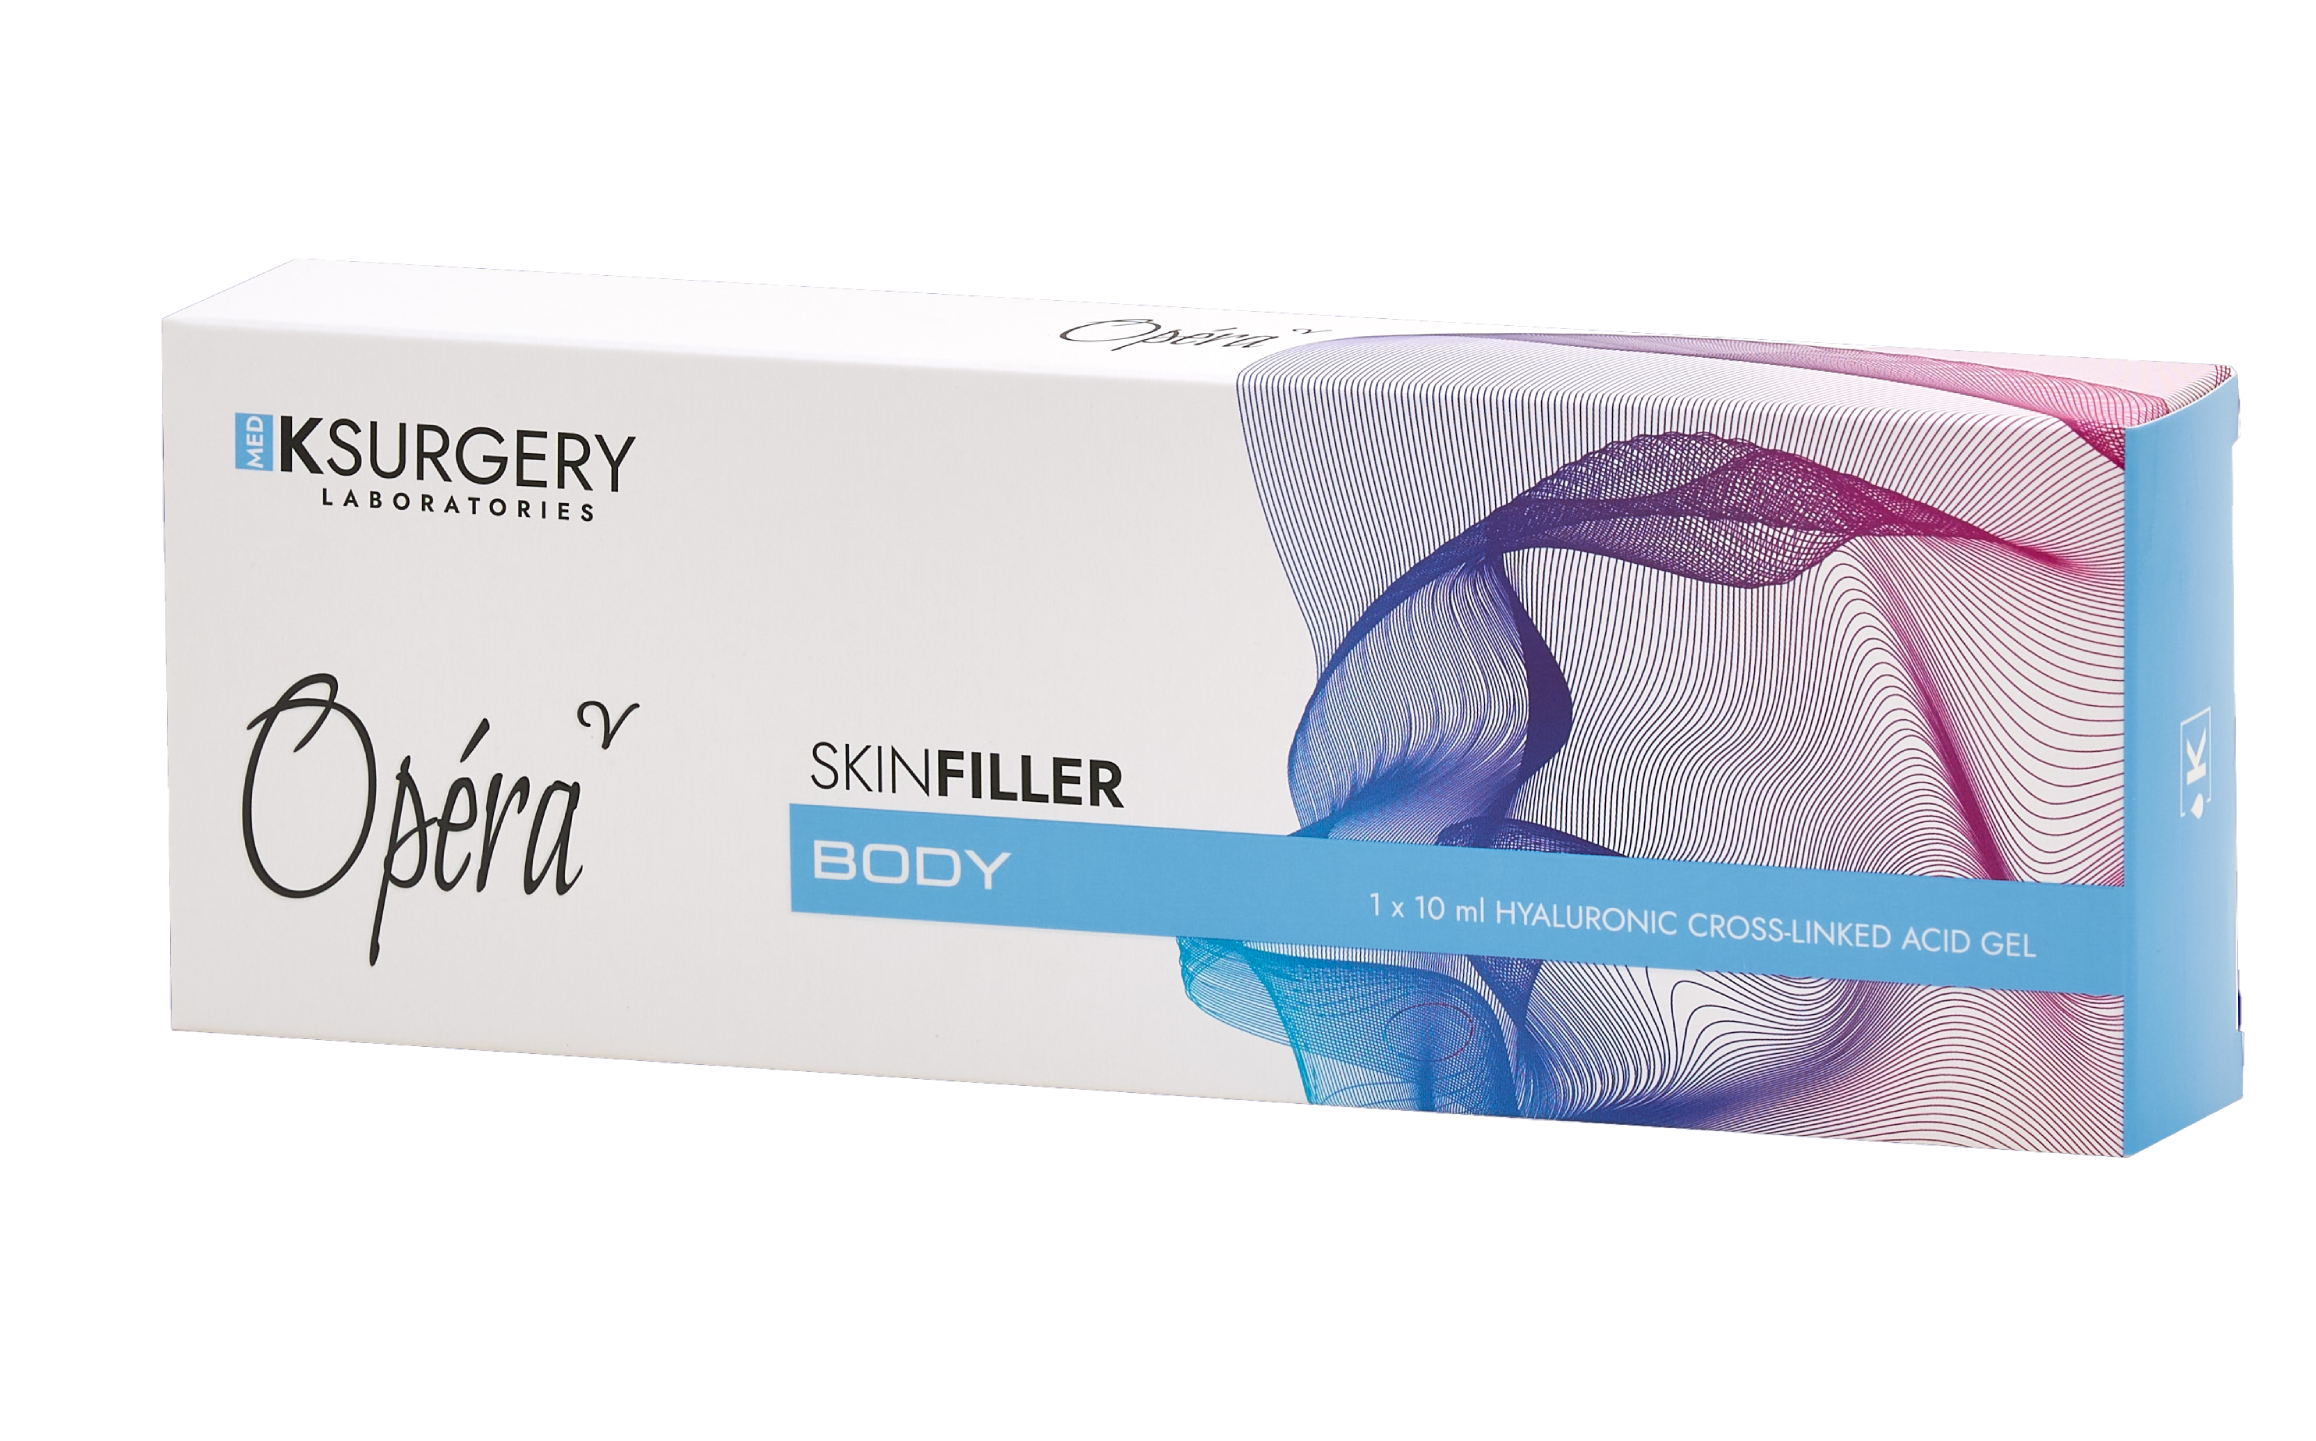 Opéra
MED KSURGERY
LABORATORIES
Opéra
SKINFILLER
BODY
1 x 10 ml HYALURONIC CROSS-LINKED ACID GEL
K